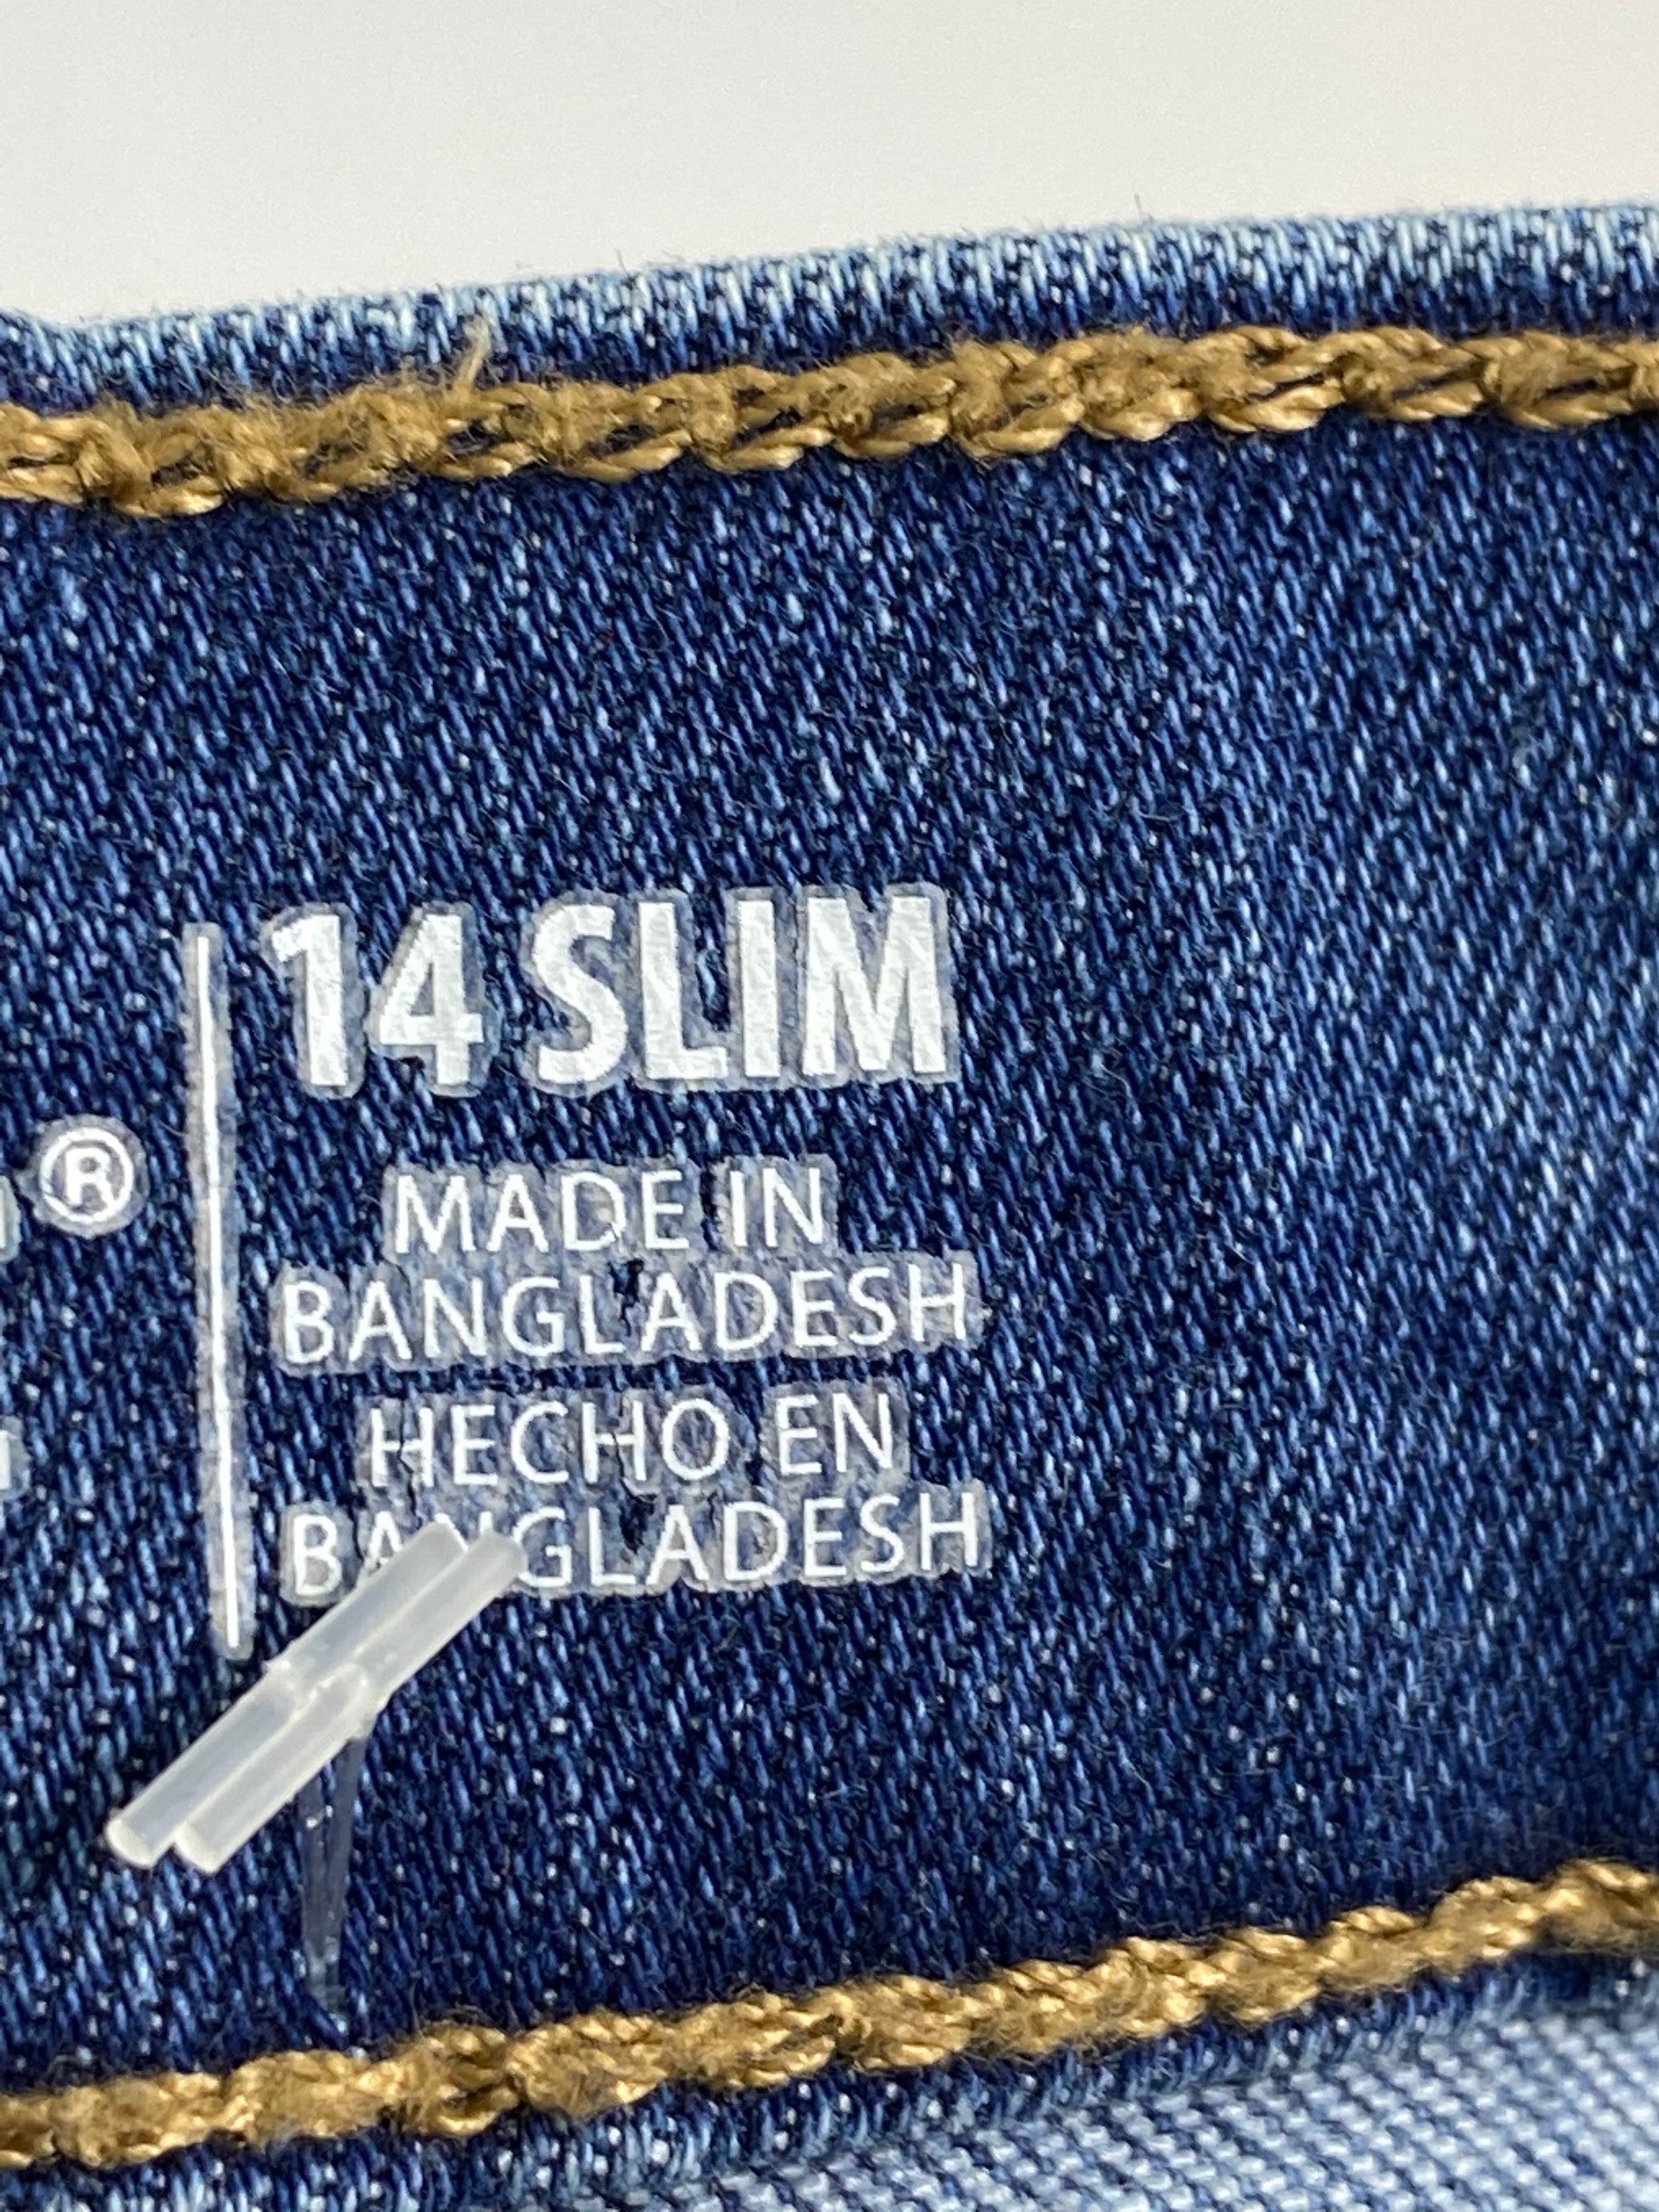 14 SLIM
®
MADE IN
BANGLADESH
HECHO EN
BANGLADESH